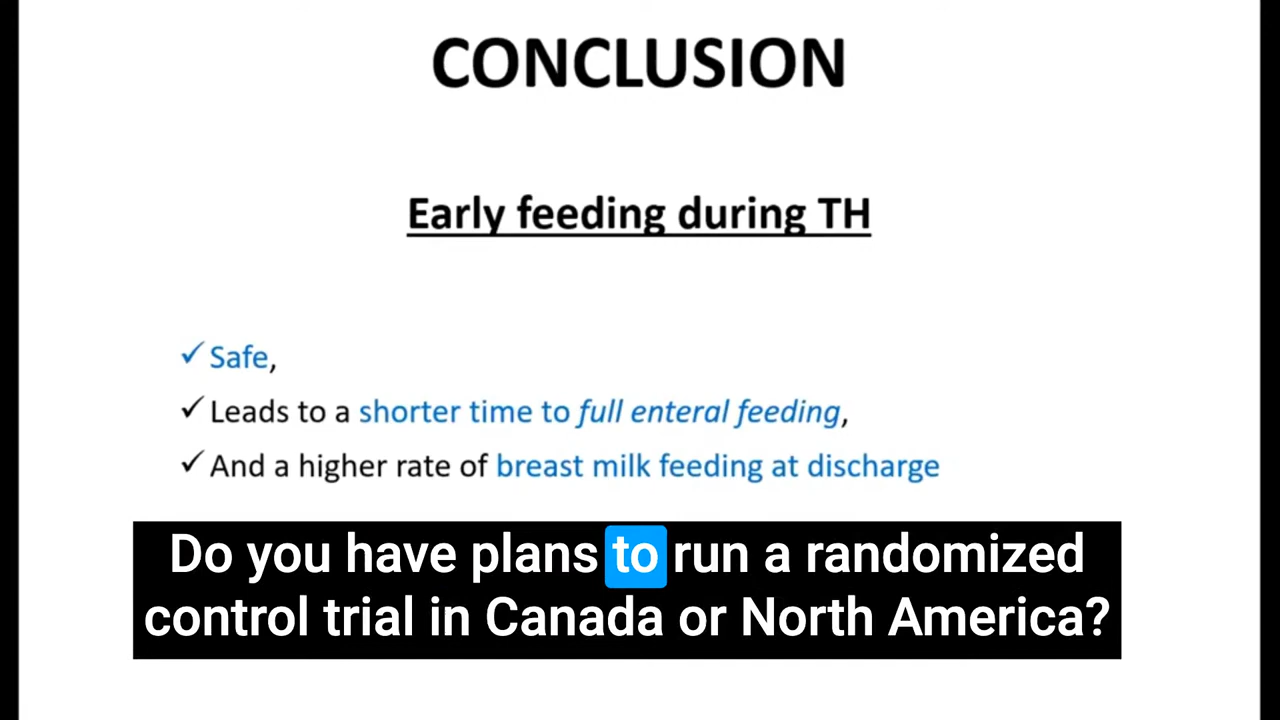 CONCLUSION
Early feeding during TH
✓ Safe,
✓ Leads to a shorter time to full enteral feeding,
✓ And a higher rate of breast milk feeding at discharge
Do you have plans to run a randomized
control trial in Canada or North America?